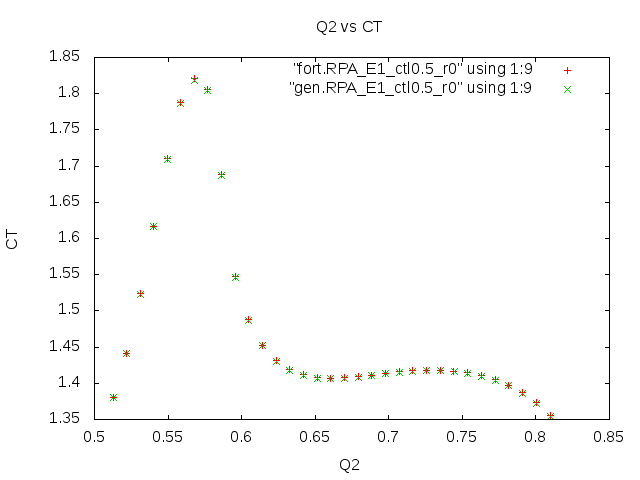 Q2 vs CT
"fort.RPA_E1_ctl0.5_r0" using 1:9
"gen.RPA_E1_ctl0.5_r0" using 1:9
1.85
1.8
1.75
1.7
1.65
1.6
1.55
1.5
1.45
1.4
1.35
CT
0.5 0.55 0.6 0.65 0.7 0.75 0.8 0.85
Q2